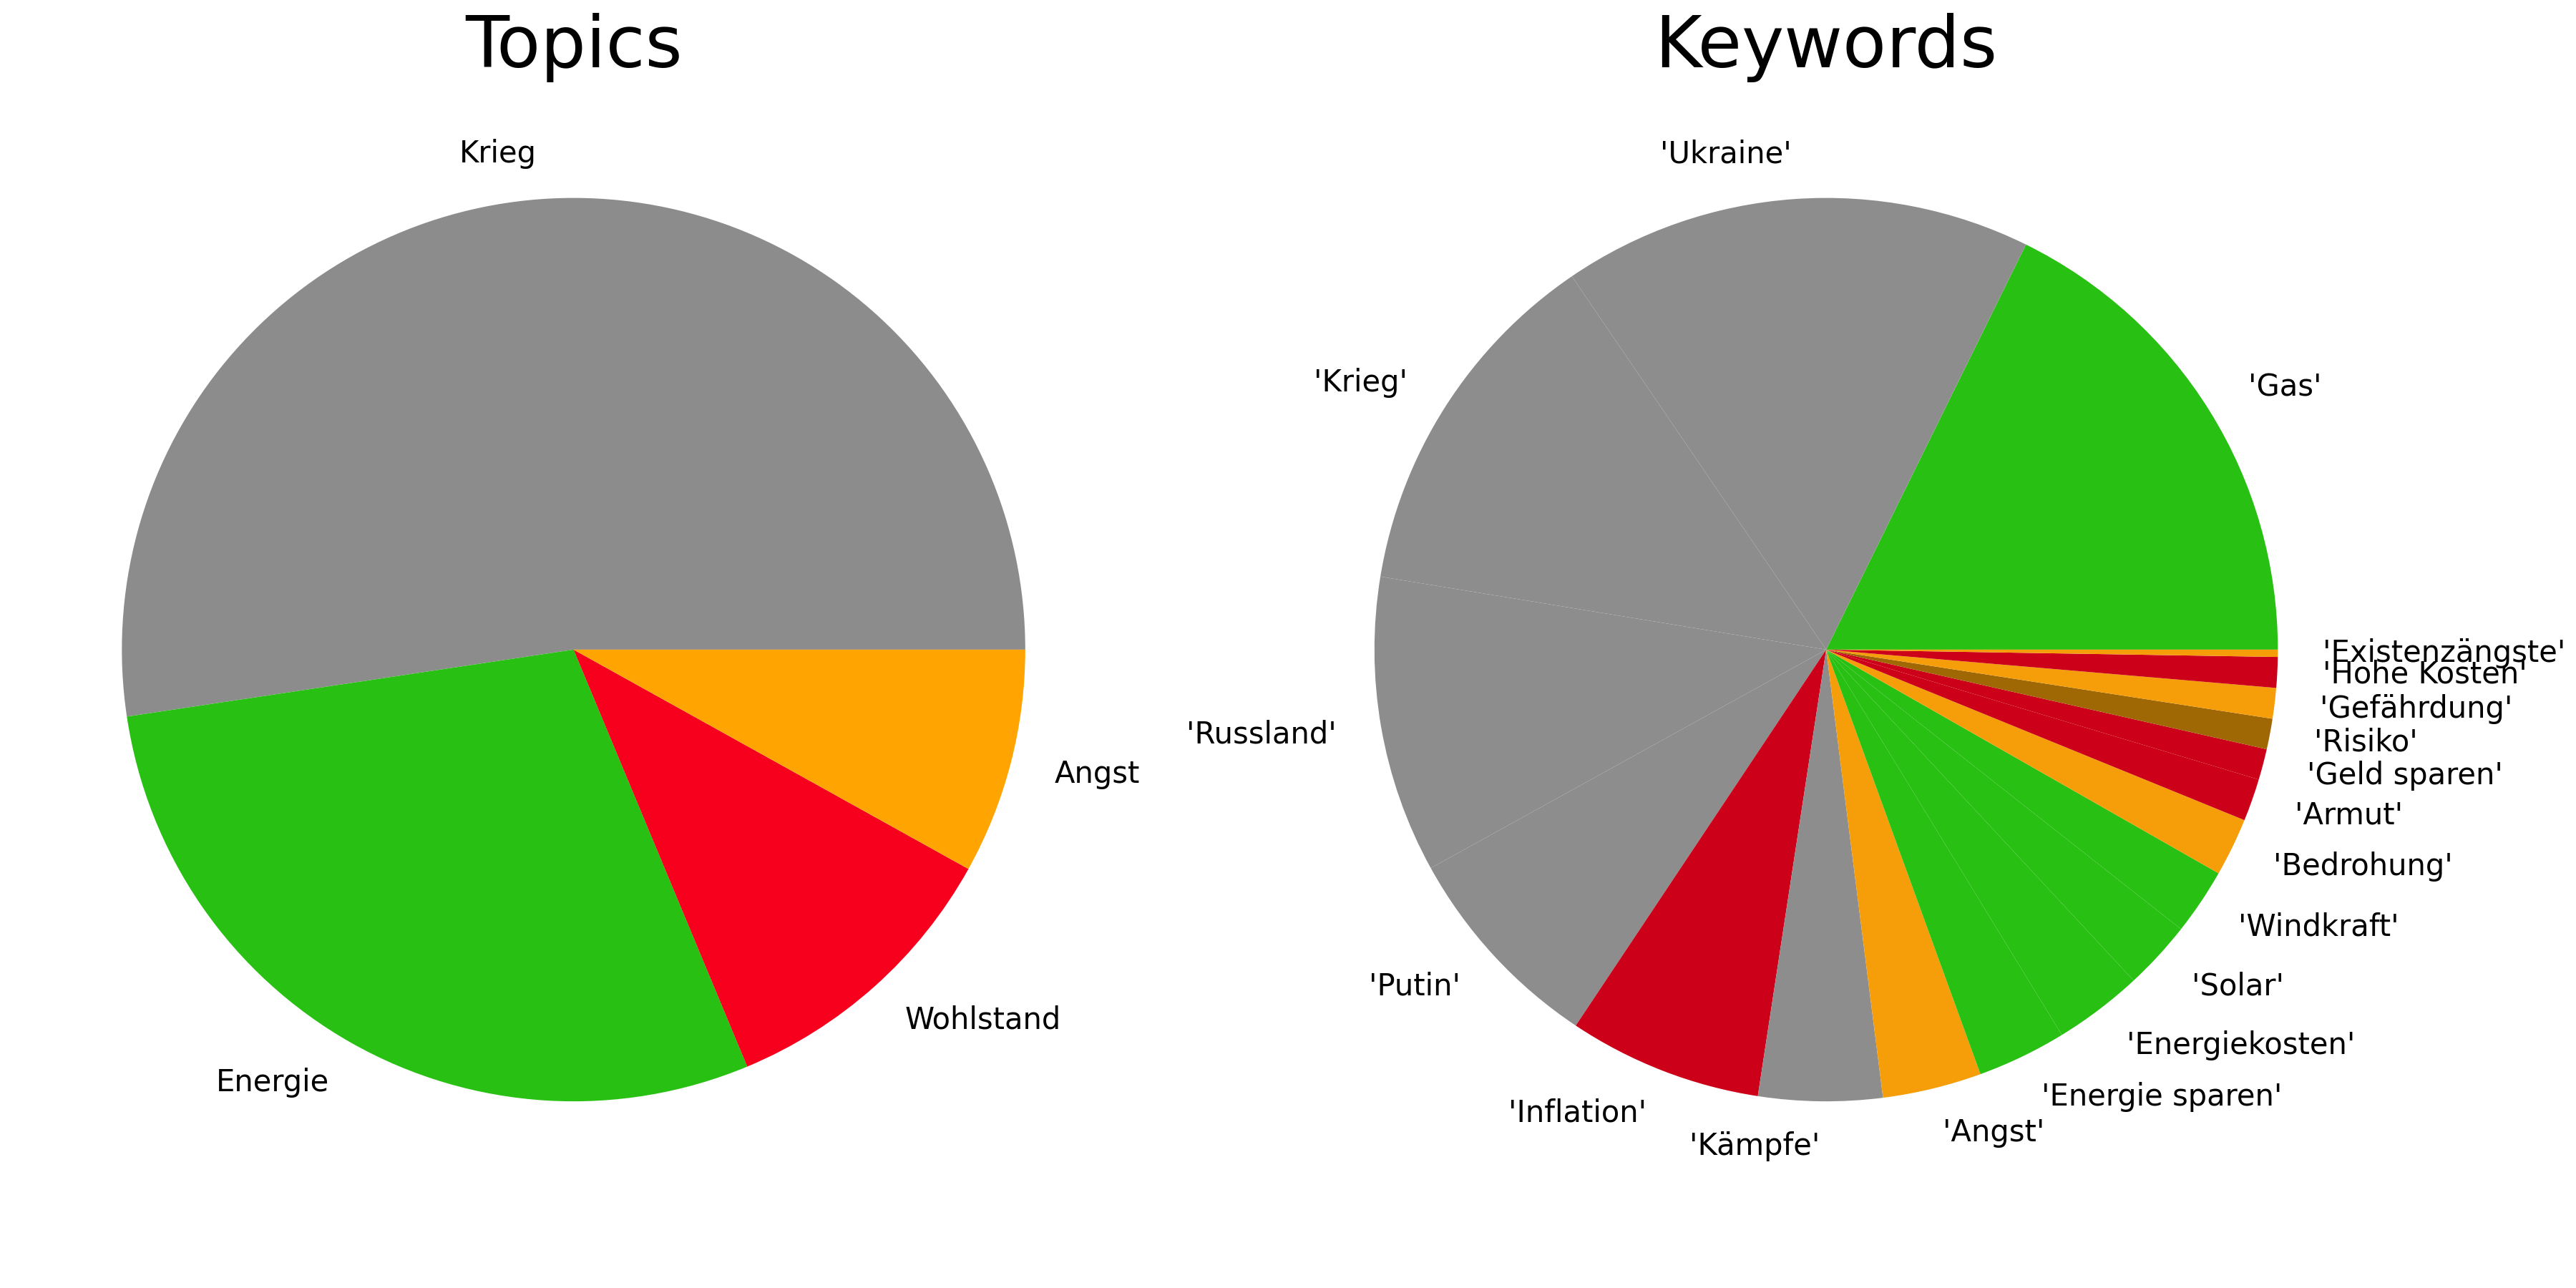 Topics
Krieg
Energie
Wohlstand
Angst
Keywords
'Gas'
'Ukraine'
'Krieg'
'Russland'
'Putin'
'Inflation'
'Kämpfe'
'Angst'
'Energie sparen'
'Energiekosten'
'Solar'
'Windkraft'
'Bedrohung'
'Armut'
'Geld sparen'
'Risiko'
'Gefährdung'
'Hohe Kosten'
'Existenzängste'